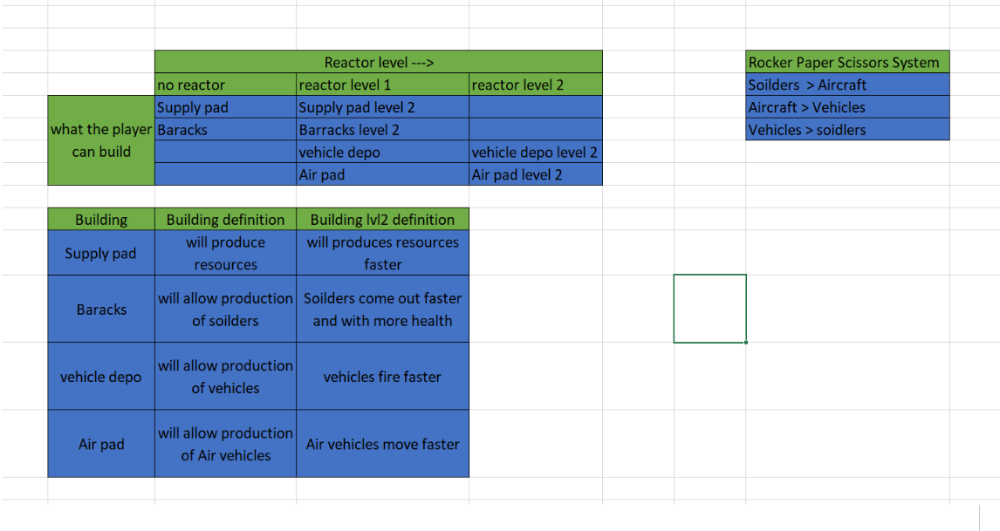 Reactor level --->
no reactor reactor level 1 reactor level 2
what the player can build
Supply pad Supply pad level 2
Baracks Barracks level 2
vehicle depo vehicle depo level 2
Air pad Air pad level 2
Rocker Paper Scissors System
Soilders > Aircraft
Aircraft > Vehicles
Vehicles > soidlers
Building Building definition Building lvl2 definition
Supply pad will produce resources will produces resources faster
Baracks will allow production of soilders Soilders come out faster and with more health
vehicle depo will allow production of vehicles vehicles fire faster
Air pad will allow production of Air vehicles Air vehicles move faster